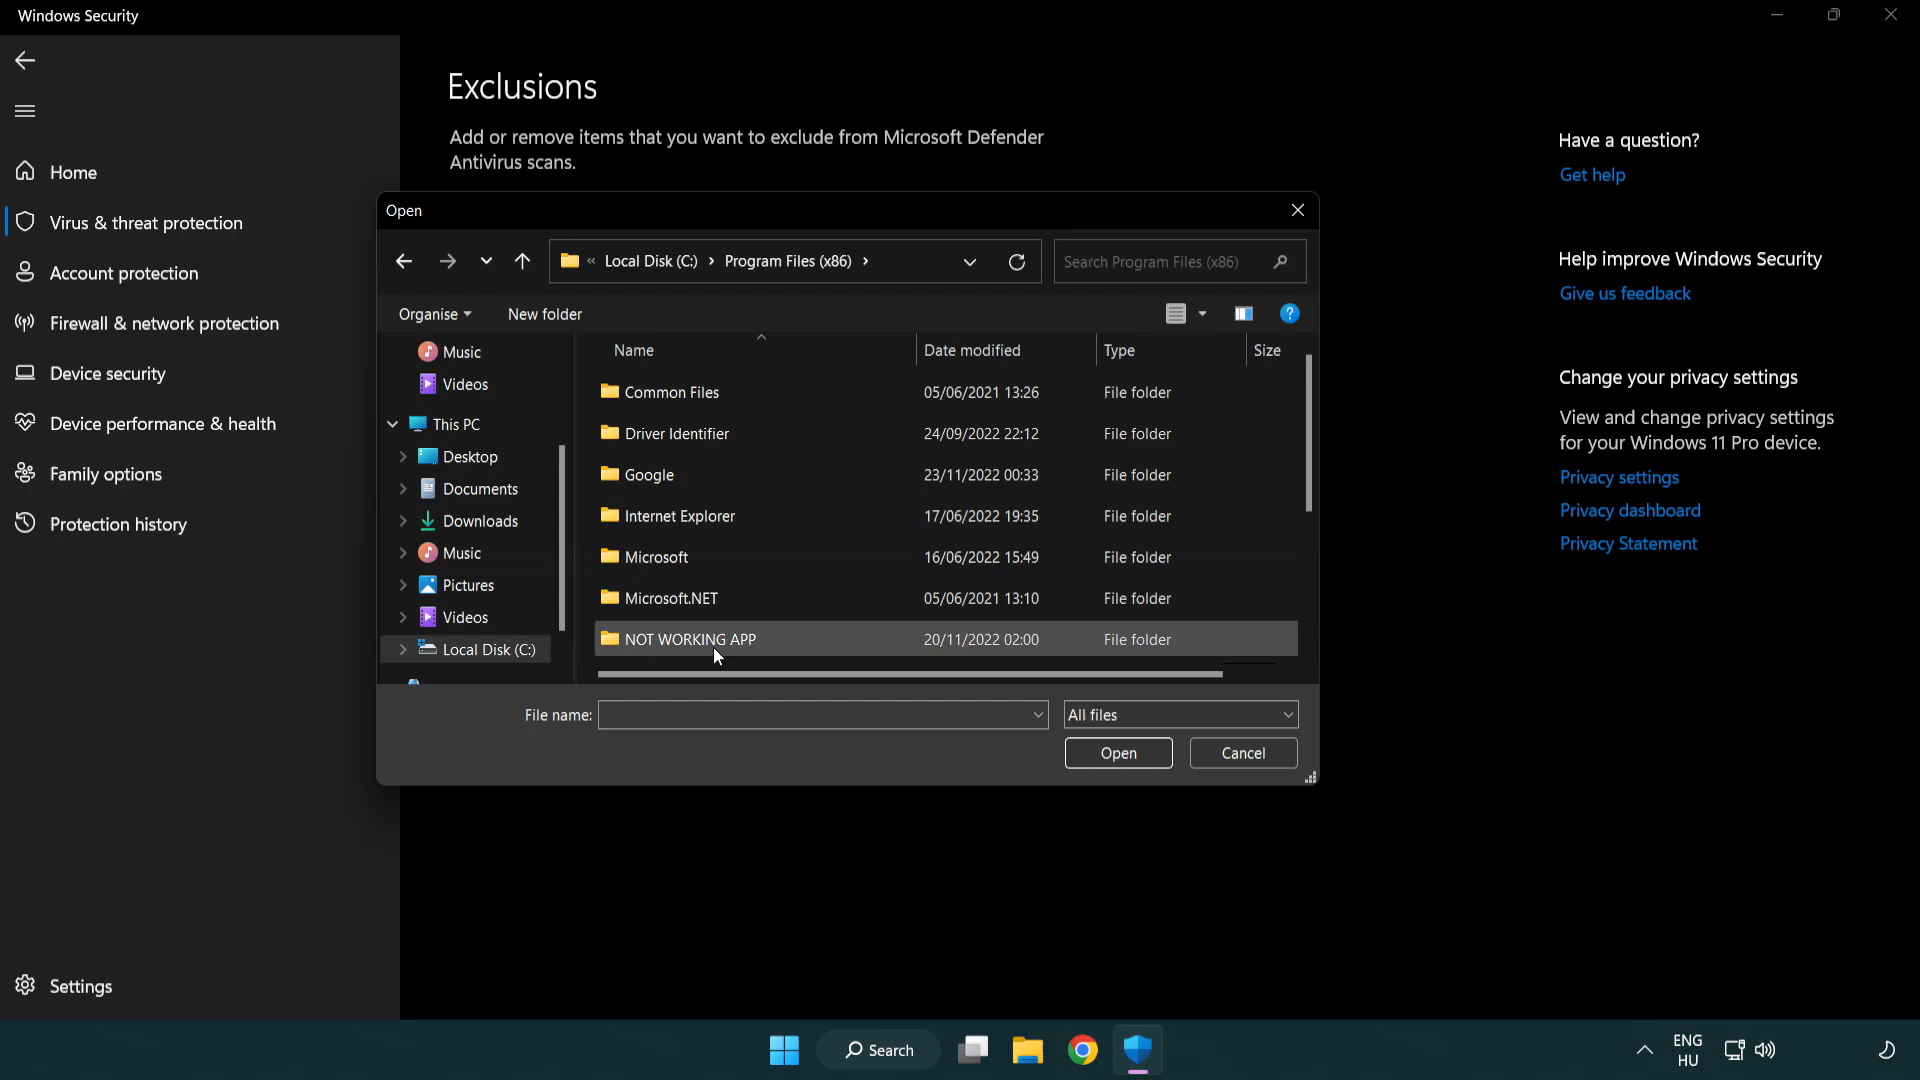 Windows Security
Home
Virus & threat protection
Account protection
Firewall & network protection
Device security
Device performance & health
Family options
Protection history
Settings
Exclusions
Add or remove items that you want to exclude from Microsoft Defender
Antivirus scans.
Open
« Local Disk (C:) > Program Files (x86) >
Search Program Files (x86)
Organise
New folder
?
Music
Videos
This PC
Desktop
Documents
Downloads
Music
Pictures
Videos
Local Disk (C:)
Name Date modified Type Size
Common Files 05/06/2021 13:26 File folder
Driver Identifier 24/09/2022 22:12 File folder
Google 23/11/2022 00:33 File folder
Internet Explorer 17/06/2022 19:35 File folder
Microsoft 16/06/2022 15:49 File folder
Microsoft.NET 05/06/2021 13:10 File folder
NOT WORKING APP 20/11/2022 02:00 File folder
File name:
All files
Open
Cancel
Have a question?
Get help
Help improve Windows Security
Give us feedback
Change your privacy settings
View and change privacy settings
for your Windows 11 Pro device.
Privacy settings
Privacy dashboard
Privacy Statement
Search
ENG
HU